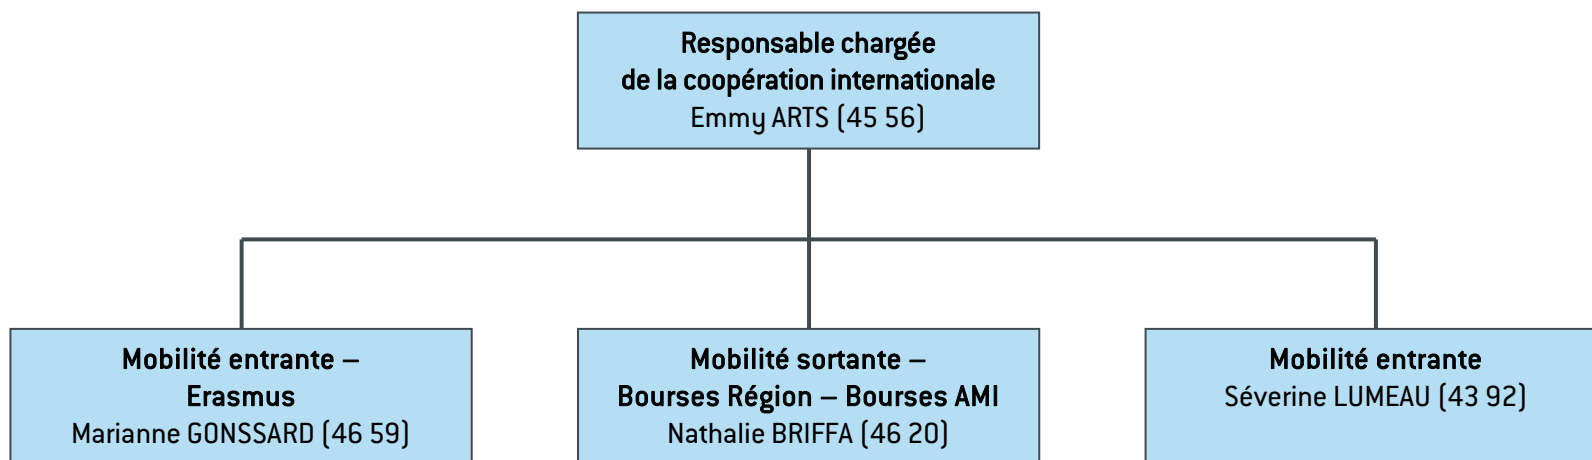 Responsable chargée
de la coopération internationale
Emmy ARTS (45 56)
Mobilité entrante –
Erasmus
Marianne GONSSARD (46 59)
Mobilité sortante –
Bourses Région – Bourses AMI
Nathalie BRIFFA (46 20)
Mobilité entrante
Séverine LUMEAU (43 92)